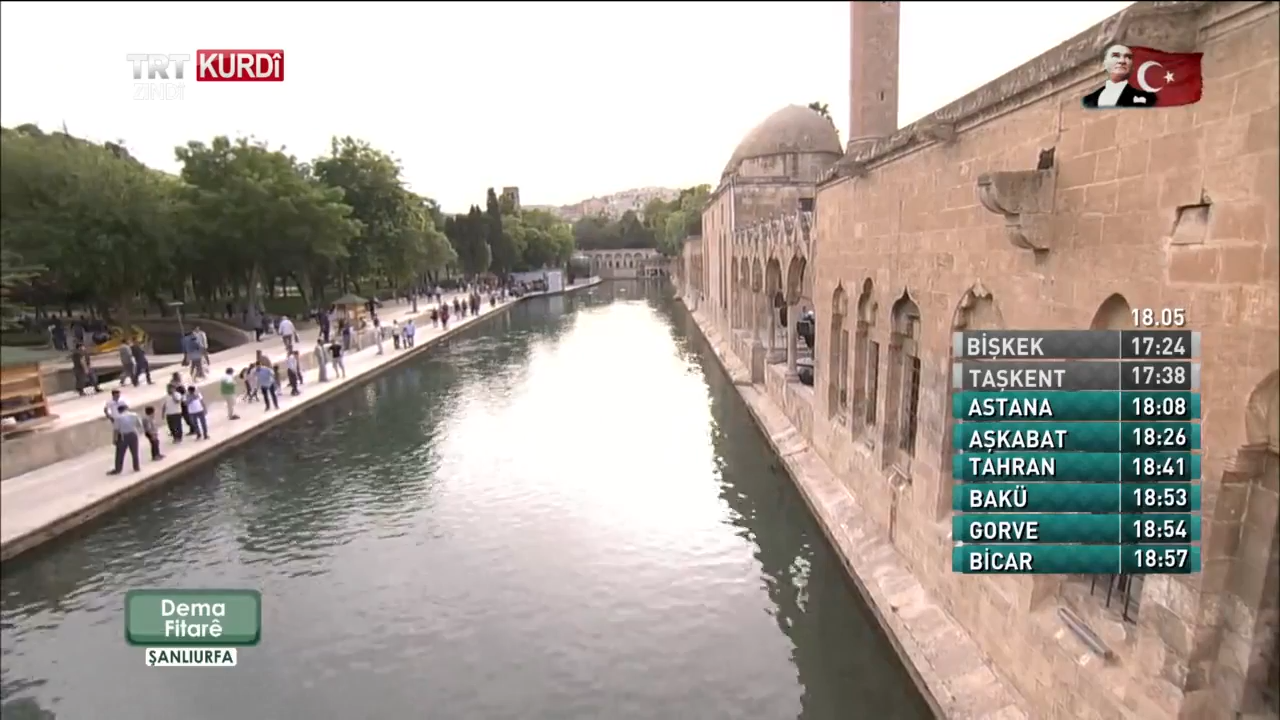 TRT KURDÎ
ZINDÎ
18.05
BİŞKEK 17:24
TAŞKENT 17:38
ASTANA 18:08
AŞKABAT 18:26
TAHRAN 18:41
BAKÜ 18:53
GORVE 18:54
BİCAR 18:57
Dema
Fitarê
ŞANLIURFA